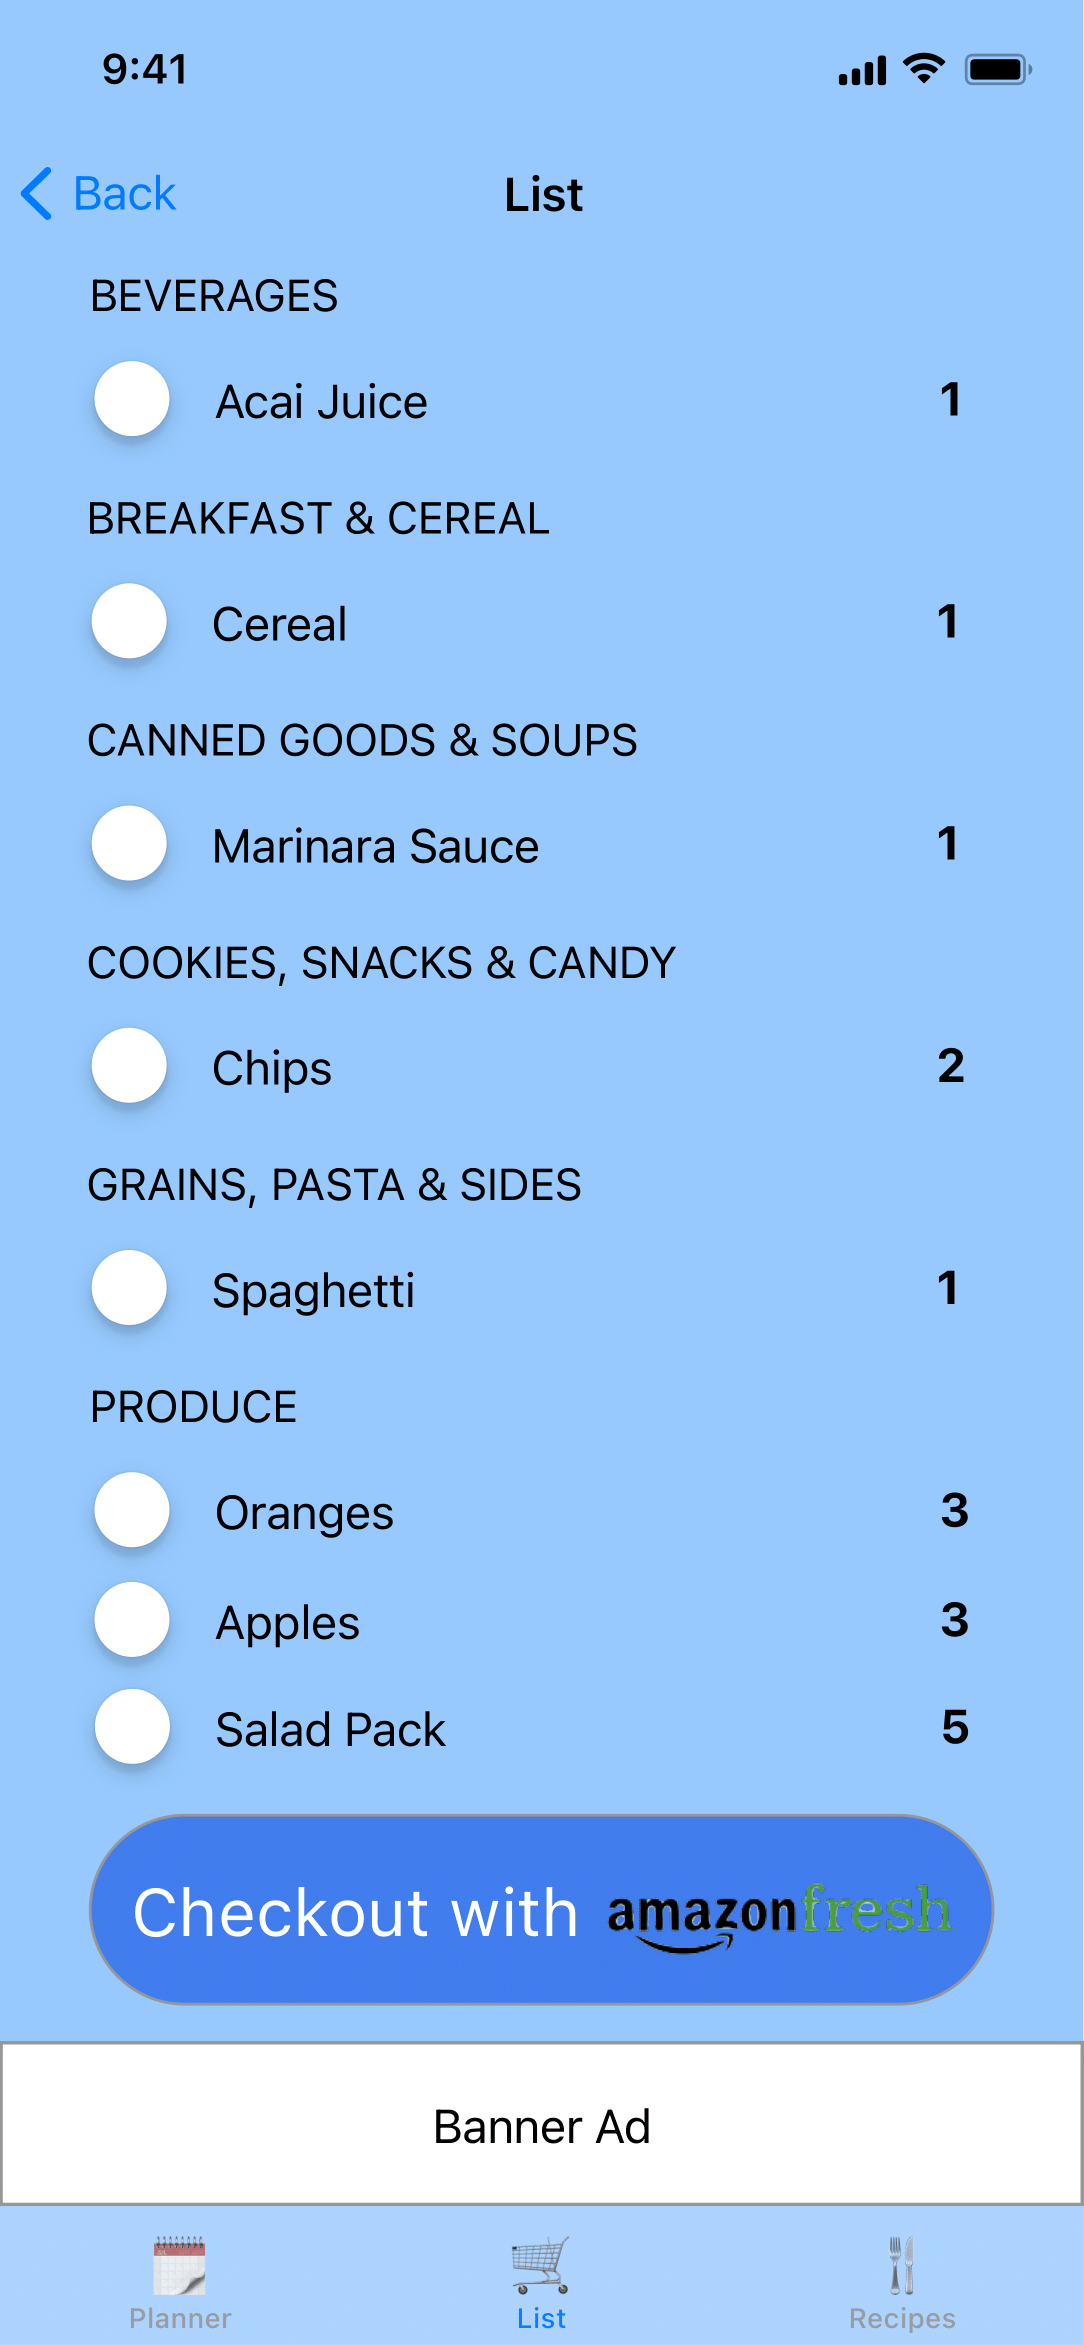 9:41
Back
List
BEVERAGES
Acai Juice 1
BREAKFAST & CEREAL
Cereal 1
CANNED GOODS & SOUPS
Marinara Sauce 1
COOKIES, SNACKS & CANDY
Chips 2
GRAINS, PASTA & SIDES
Spaghetti 1
PRODUCE
Oranges 3
Apples 3
Salad Pack 5
Checkout with amazonfresh
Banner Ad
Planner List Recipes